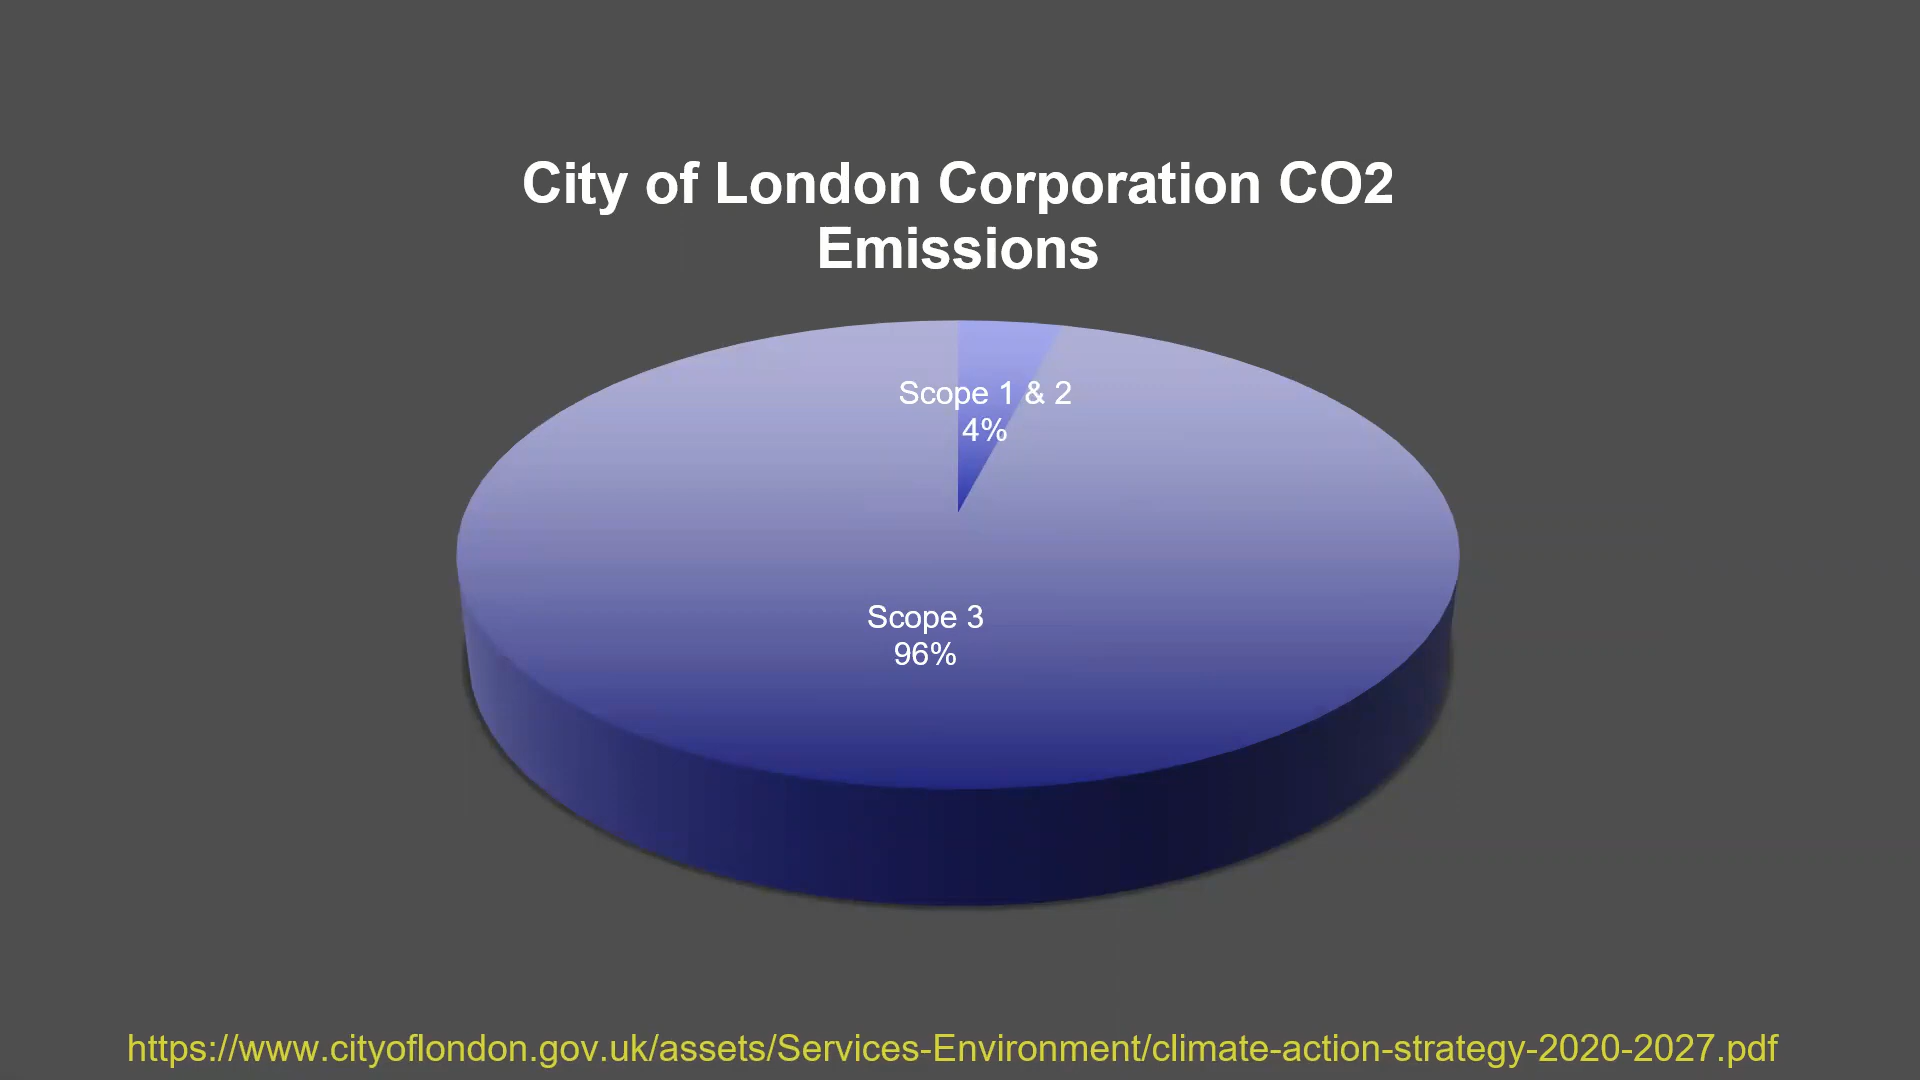 City of London Corporation CO2
Emissions
Scope 1 & 2
4%
Scope 3
96%
https://www.cityoflondon.gov.uk/assets/Services-Environment/climate-action-strategy-2020-2027.pdf